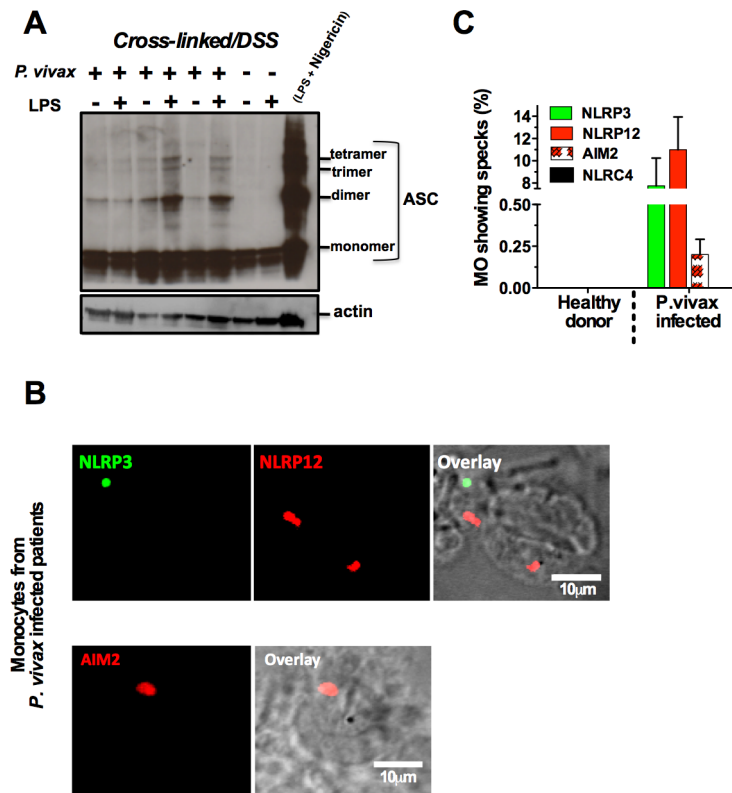 A
Cross-linked/DSS
(LPS + Nigericin)
P. vivax + + + + + + - -
LPS - + - + - + - +
tetramer
trimer
dimer
monomer
ASC
actin
C
MO showing specks (%)
14
12
10
8
0.50
0.25
0.00
NLRP3
NLRP12
AIM2
NLRC4
Healthy
donor
P.vivax
infected
B
Monocytes from
P. vivax infected patients
NLRP3
NLRP12
Overlay
10μm
AIM2
Overlay
10μm